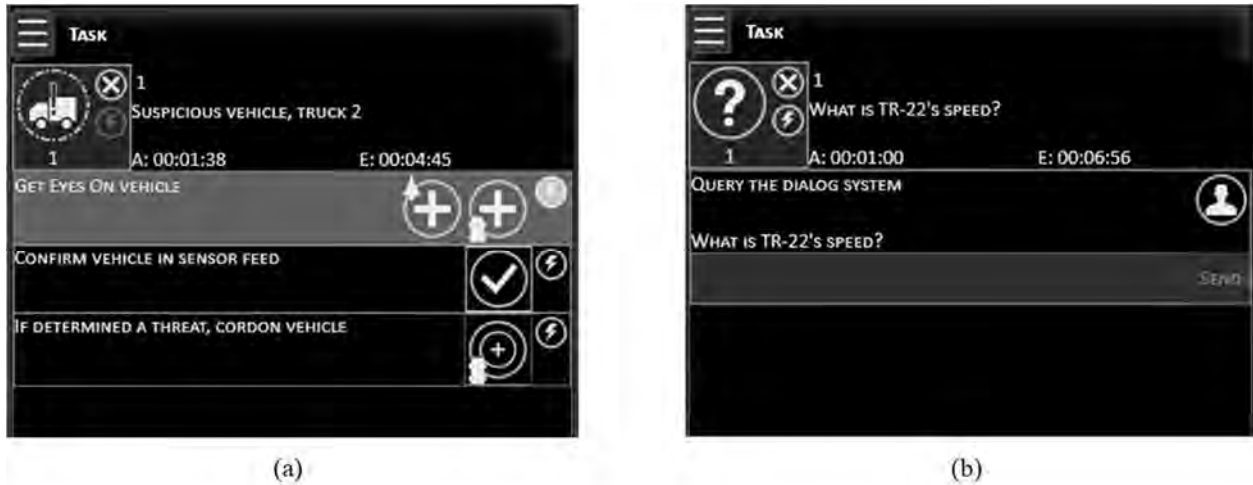 TASK
1
SUSPICIOUS VEHICLE, TRUCK 2
1
A: 00:01:38 E: 00:04:45
GET EYES ON VEHICLE
CONFIRM VEHICLE IN SENSOR FEED
IF DETERMINED A THREAT, CORDON VEHICLE
(a)
TASK
?
1
WHAT IS TR-22'S SPEED?
1
A: 00:01:00 E: 00:06:56
QUERY THE DIALOG SYSTEM
WHAT IS TR-22'S SPEED?
SEND
(b)